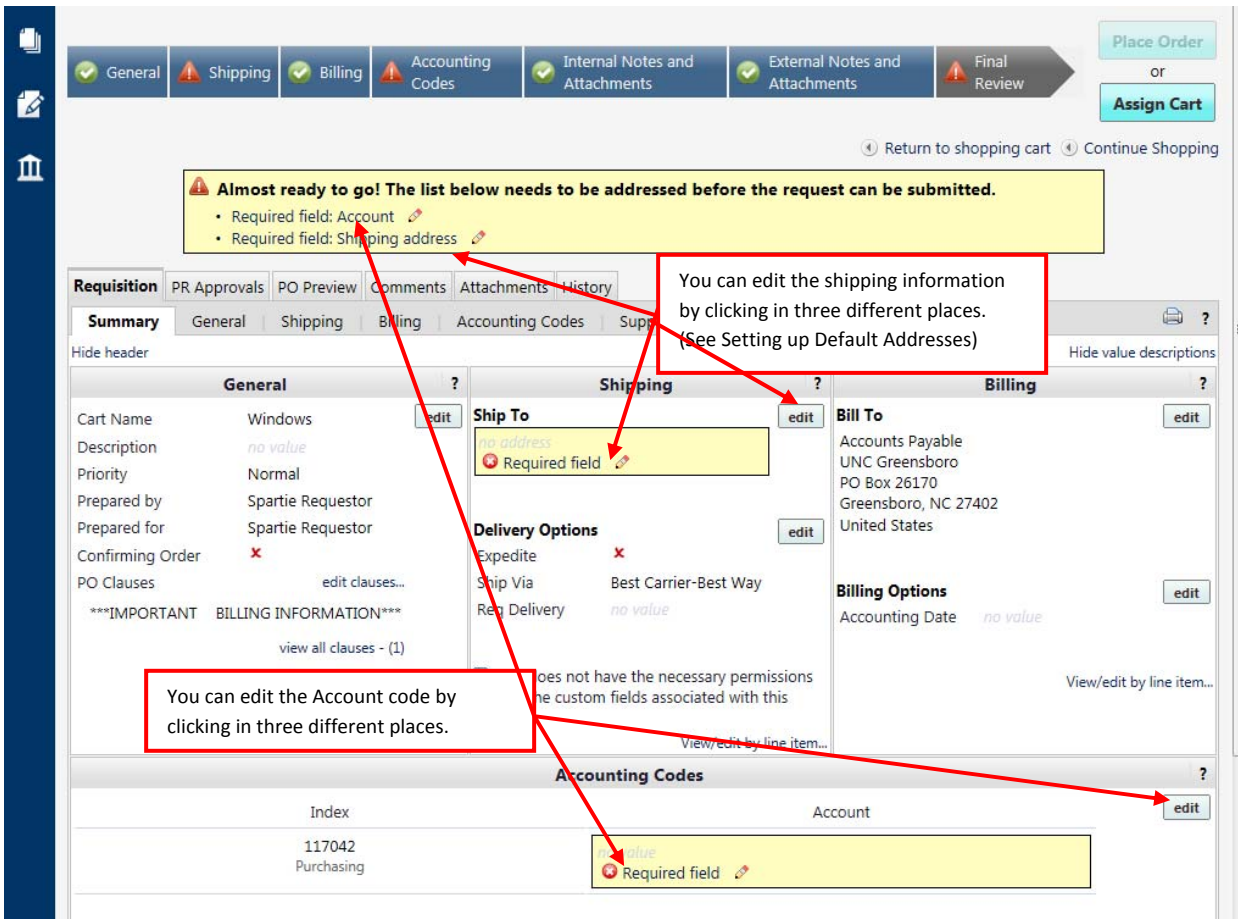 General
Shipping
Billing
Accounting
Codes
Internal Notes and
Attachments
External Notes and
Attachments
Final
Review
Place Order
or
Assign Cart
Return to shopping cart
Continue Shopping
Almost ready to go! The list below needs to be addressed before the request can be submitted.
• Required field: Account
• Required field: Shipping address
Requisition PR Approvals PO Preview Comments Attachments History
You can edit the shipping information
by clicking in three different places.
(See Setting up Default Addresses)
Summary General Shipping Billing Accounting Codes ?
Hide header
Hide value descriptions
General ?
Cart Name Windows edit
Description no value
Priority Normal
Prepared by Spartie Requestor
Prepared for Spartie Requestor
Confirming Order
PO Clauses edit clauses...
***IMPORTANT BILLING INFORMATION***
view all clauses - (1)
Shipping ?
Ship To edit
no address
Required field
Delivery Options edit
Expedite
Ship Via Best Carrier-Best Way
Req Delivery no value
does not have the necessary permissions
custom fields associated with this
View/edit by line item...
Billing ?
Bill To edit
Accounts Payable
UNC Greensboro
PO Box 26170
Greensboro, NC 27402
United States
Billing Options edit
Accounting Date no value
View/edit by line item...
You can edit the Account code by
clicking in three different places.
Accounting Codes ?
Index Account edit
117042
Purchasing
no value
Required field